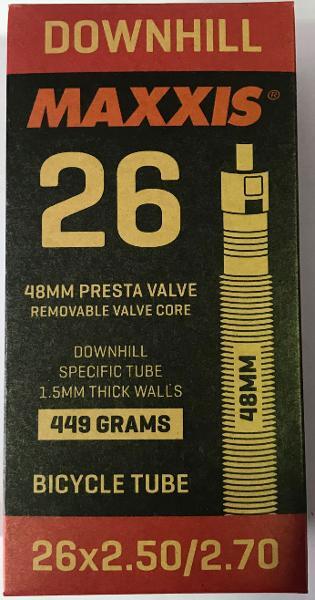 DOWNHILL
MAXXIS®
26
48MM PRESTA VALVE
REMOVABLE VALVE CORE
DOWNHILL
SPECIFIC TUBE
1.5MM THICK WALLS
449 GRAMS
48MM
BICYCLE TUBE
26x2.50/2.70